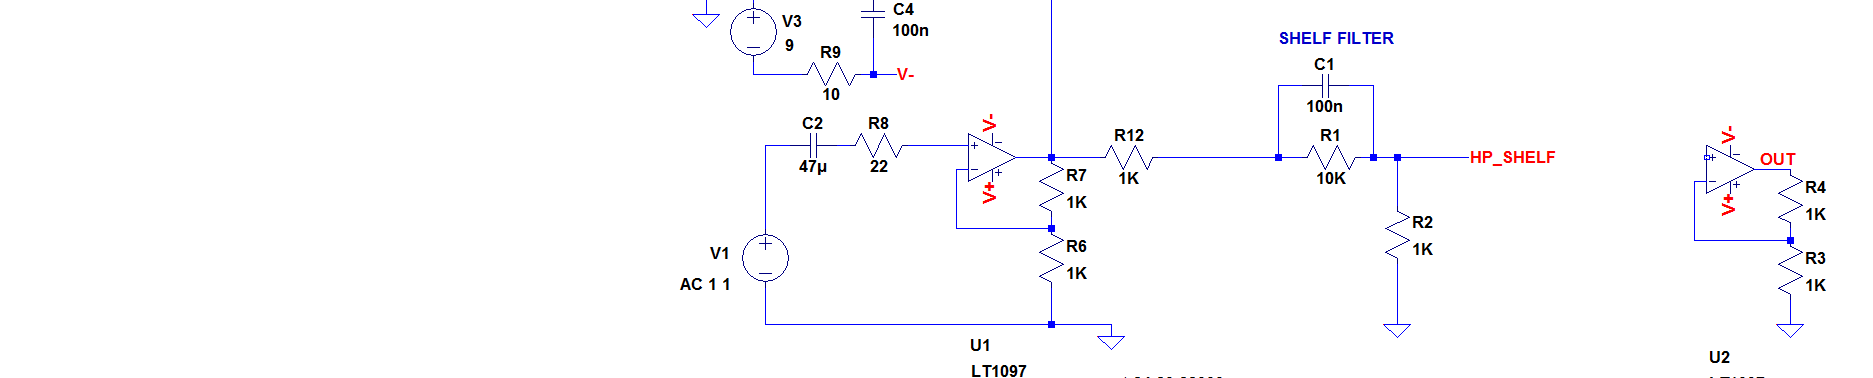 C4
100n
V3
9
R9
10
V-
SHELF FILTER
C1
100n
C2
47µ
R8
22
V-
V+
R12
1K
R1
10K
HP_SHELF
R7
1K
R6
1K
R2
1K
V1
AC 1 1
U1
LT1097
V-
V+
OUT
R4
1K
R3
1K
U2